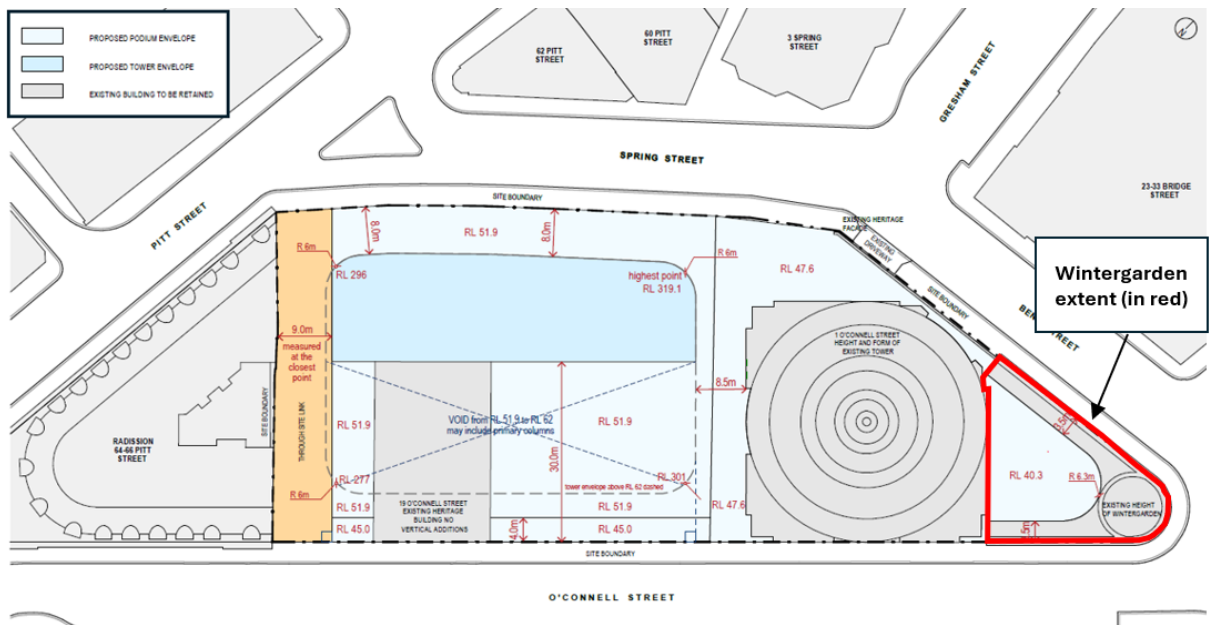 PROPOSED PODIUM ENVELOPE
PROPOSED TOWER ENVELOPE
EXISTING BUILDING TO BE RETAINED
62 PITT
STREET
60 PITT
STREET
3 SPRING
STREET
GRESHAM STREET
N
SPRING STREET
23-33 BRIDGE
STREET
PITT STREET
SITE BOUNDARY
EXISTING HERITAGE
FACADE
EXISTING
DRIVEWAY
SITE BOUNDARY
Wintergarden
extent (in red)
STREET
8.0m
RL 51.9
8.0m
R 6m
RL 296
R 6m
highest point
RL 319.1
RL 47.6
9.0m
measured
at the
closest
point
1 O'CONNELL STREET
HEIGHT AND FORM OF
EXISTING TOWER
8.5m
SITE BOUNDARY
THROUGH SITE LINK
RADISSION
64-66 PITT
STREET
RL 51.9
VOID from RL 51.9 to RL 62
may include primary columns
RL 51.9
30.0m
RL 277
R 6m
RL 301
tower envelope above RL 62 dashed
19 O'CONNELL STREET
EXISTING HERITAGE
BUILDING NO
VERTICAL ADDITIONS
RL 51.9
RL 51.9
RL 47.6
RL 45.0
4.0m
RL 45.0
RL 40.3
R 6.3m
EXISTING HEIGHT
OF WINTERGARDEN
SITE BOUNDARY
O'CONNELL STREET